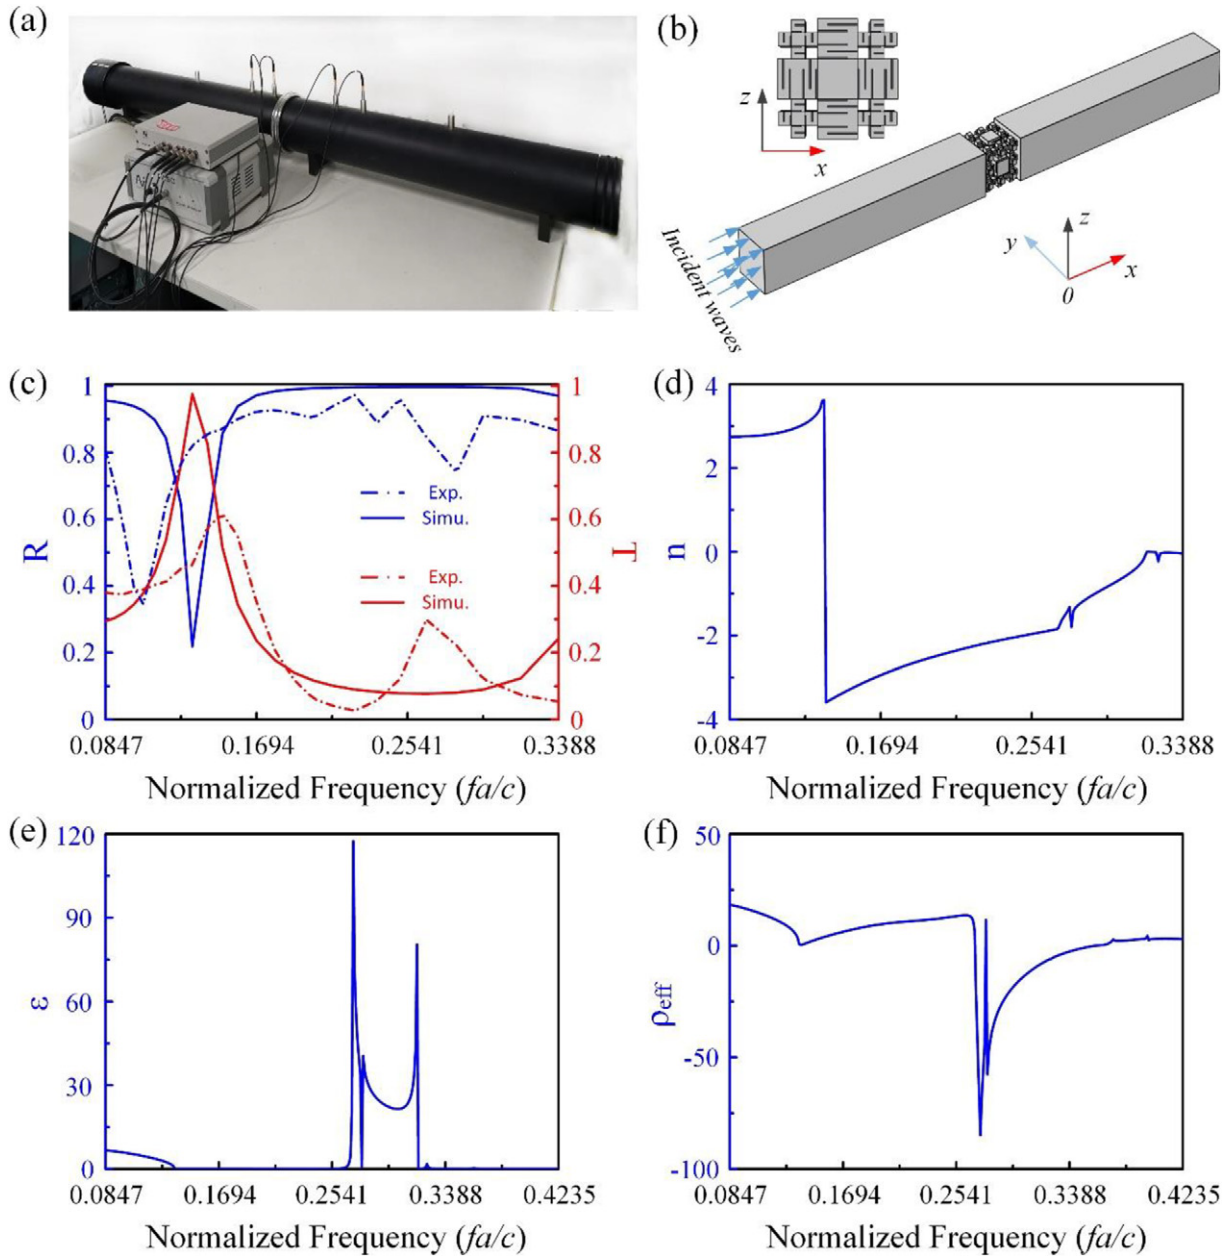 (a)
(b)
z
x
Incident waves
z
y
x
0
(c)
1
0.8
0.6
0.4
0.2
0
R
1
0.8
0.6
0.4
0.2
0
T
Exp.
Simu.
Exp.
Simu.
0.0847 0.1694 0.2541 0.3388
Normalized Frequency (fa/c)
(d)
4
2
0
-2
-4
n
0.0847 0.1694 0.2541 0.3388
Normalized Frequency (fa/c)
(e)
120
90
60
30
0
ε
0.0847 0.1694 0.2541 0.3388 0.4235
Normalized Frequency (fa/c)
(f)
50
0
-50
-100
ρeff
0.0847 0.1694 0.2541 0.3388 0.4235
Normalized Frequency (fa/c)